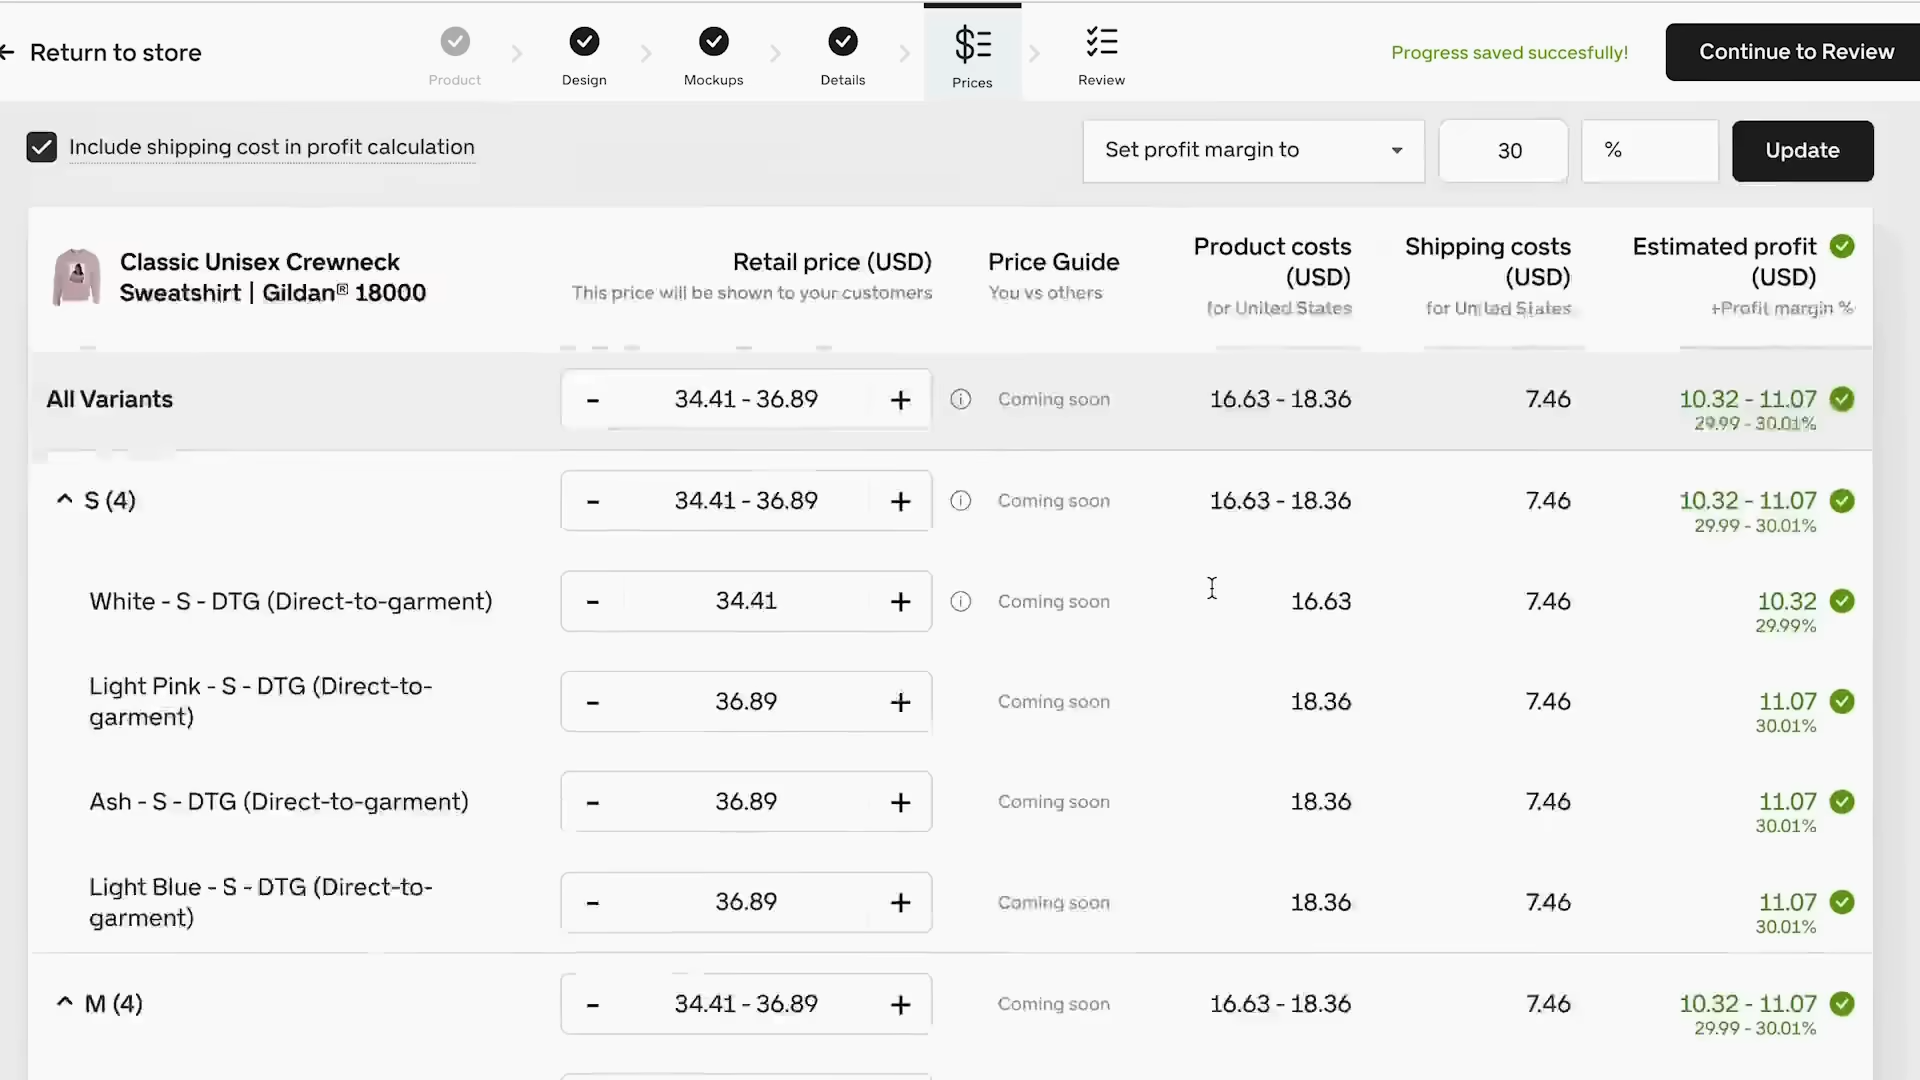 ← Return to store
Product
Design
Mockups
Details
Prices
Review
Progress saved succesfully!
Continue to Review
Include shipping cost in profit calculation
Set profit margin to
30
%
Update
Classic Unisex Crewneck
Sweatshirt | Gildan® 18000
Retail price (USD)
This price will be shown to your customers
Price Guide
You vs others
Product costs
(USD)
for United States
Shipping costs
(USD)
for United States
Estimated profit
(USD)
+Profit margin %
All Variants
- 34.41 - 36.89 +
Coming soon
16.63 - 18.36
7.46
10.32 - 11.07
29.99 - 30.01%
S (4)
- 34.41 - 36.89 +
Coming soon
16.63 - 18.36
7.46
10.32 - 11.07
29.99 - 30.01%
White - S - DTG (Direct-to-garment)
- 34.41 +
Coming soon
16.63
7.46
10.32
29.99%
Light Pink - S - DTG (Direct-to-
garment)
- 36.89 +
Coming soon
18.36
7.46
11.07
30.01%
Ash - S - DTG (Direct-to-garment)
- 36.89 +
Coming soon
18.36
7.46
11.07
30.01%
Light Blue - S - DTG (Direct-to-
garment)
- 36.89 +
Coming soon
18.36
7.46
11.07
30.01%
M (4)
- 34.41 - 36.89 +
Coming soon
16.63 - 18.36
7.46
10.32 - 11.07
29.99 - 30.01%